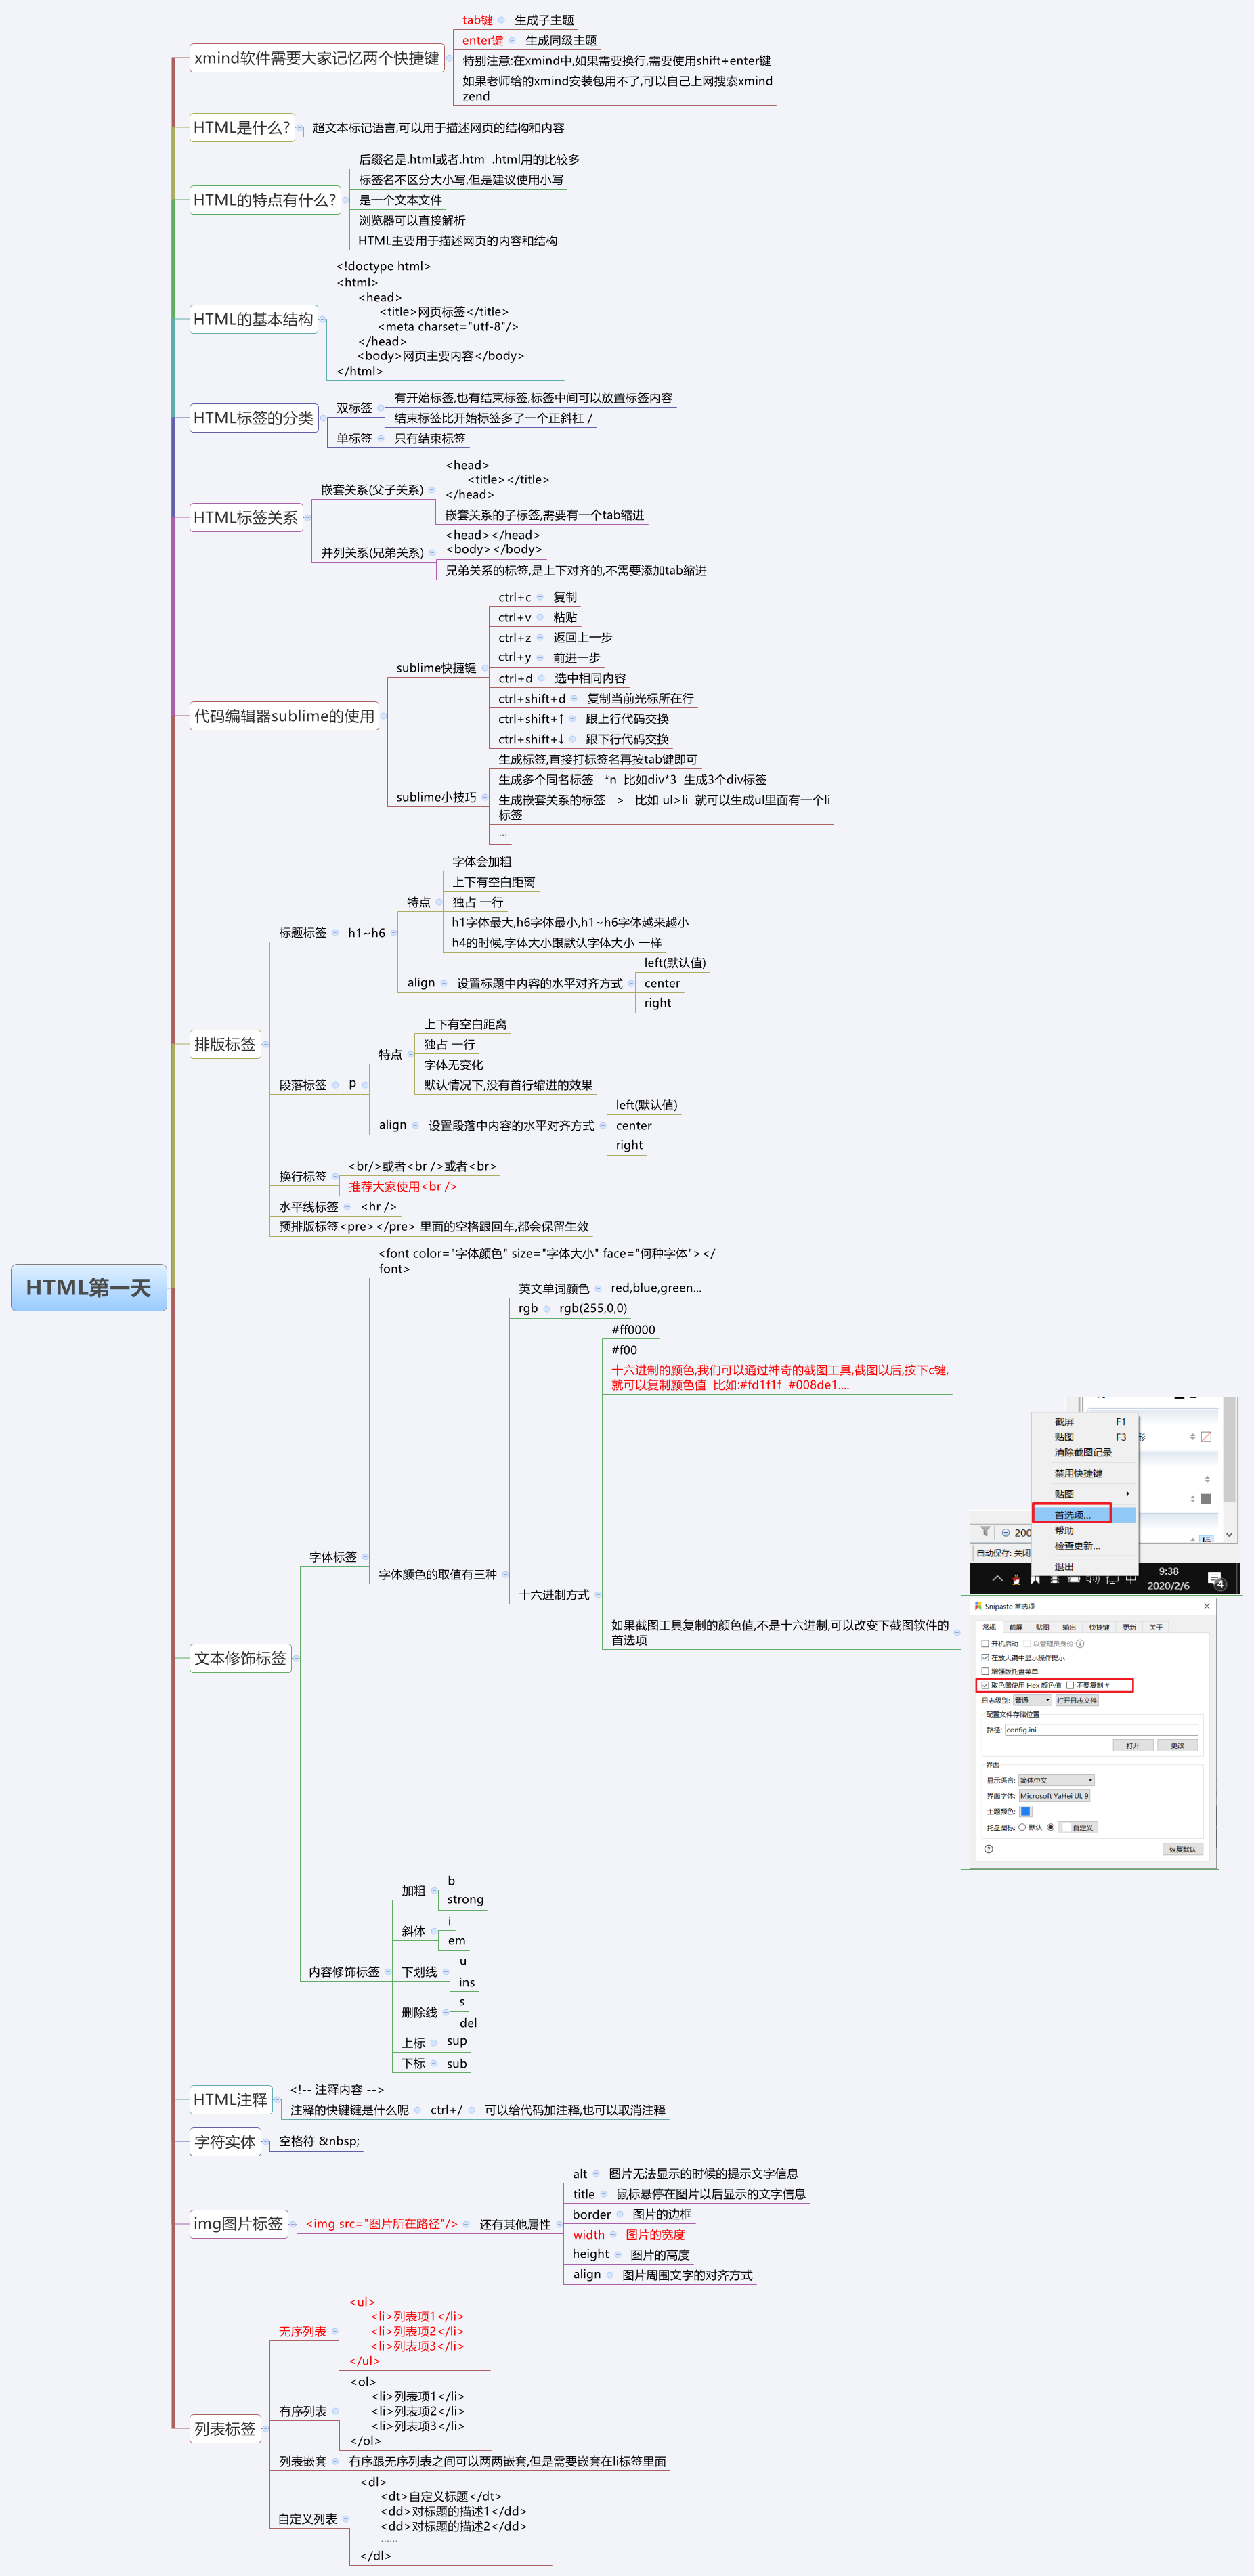 HTML第一天
xmind软件需要大家记忆两个快捷键
tab键 生成子主题
enter键 生成同级主题
特别注意:在xmind中,如果需要换行,需要使用shift+enter键
如果老师给的xmind安装包用不了,可以自己上网搜索xmind
zend
HTML是什么?
超文本标记语言,可以用于描述网页的结构和内容
HTML的特点有什么?
后缀名是.html或者.htm .html用的比较多
标签名不区分大小写,但是建议使用小写
是一个文本文件
浏览器可以直接解析
HTML主要用于描述网页的内容和结构
HTML的基本结构
<!doctype html>
<html>
<head>
<title>网页标签</title>
<meta charset="utf-8"/>
</head>
<body>网页主要内容</body>
</html>
HTML标签的分类
双标签
有开始标签,也有结束标签,标签中间可以放置标签内容
结束标签比开始标签多了一个正斜杠 /
单标签 只有结束标签
HTML标签关系
嵌套关系(父子关系)
<head>
<title></title>
</head>
嵌套关系的子标签,需要有一个tab缩进
并列关系(兄弟关系)
<head></head>
<body></body>
兄弟关系的标签,是上下对齐的,不需要添加tab缩进
代码编辑器sublime的使用
sublime快捷键
ctrl+c 复制
ctrl+v 粘贴
ctrl+z 返回上一步
ctrl+y 前进一步
ctrl+d 选中相同内容
ctrl+shift+d 复制当前光标所在行
ctrl+shift+↑ 跟上行代码交换
ctrl+shift+↓ 跟下行代码交换
sublime小技巧
生成标签,直接打标签名再按tab键即可
生成多个同名标签 *n 比如div*3 生成3个div标签
生成嵌套关系的标签 > 比如 ul>li 就可以生成ul里面有一个li
标签
...
排版标签
标题标签 h1~h6
特点
字体会加粗
上下有空白距离
独占 一行
h1字体最大,h6字体最小,h1~h6字体越来越小
h4的时候,字体大小跟默认字体大小 一样
align 设置标题中内容的水平对齐方式
left(默认值)
center
right
段落标签 p
特点
上下有空白距离
独占 一行
字体无变化
默认情况下,没有首行缩进的效果
align 设置段落中内容的水平对齐方式
left(默认值)
center
right
换行标签
<br/>或者<br />或者<br>
推荐大家使用<br />
水平线标签 <hr />
预排版标签<pre></pre> 里面的空格跟回车,都会保留生效
文本修饰标签
字体标签
<font color="字体颜色" size="字体大小" face="何种字体"></
font>
字体颜色的取值有三种
英文单词颜色 red,blue,green...
rgb rgb(255,0,0)
十六进制方式
#ff0000
#f00
十六进制的颜色,我们可以通过神奇的截图工具,截图以后,按下c键,
就可以复制颜色值 比如:#fd1f1f #008de1....
如果截图工具复制的颜色值,不是十六进制,可以改变下截图软件的
首选项
截屏 F1
贴图 F3
清除截图记录
禁用快捷键
贴图
首选项...
帮助
检查更新...
退出
形
200
自动保存: 关闭
中
9:38
2020/2/6
4
Snipaste 首选项
常规 截屏 贴图 输出 快捷键 更新 关于
开机启动 以管理员身份
在放大镜中显示操作提示
增强版托盘菜单
取色器使用 Hex 颜色值 不要复制 #
日志级别: 普通 打开日志文件
配置文件存储位置
路径: config.ini
打开 更改
界面
显示语言: 简体中文
界面字体: Microsoft YaHei UI, 9
主题颜色:
托盘图标: 默认 自定义
恢复默认
内容修饰标签
加粗
b
strong
斜体
i
em
下划线
u
ins
删除线
s
del
上标 sup
下标 sub
HTML注释
<!-- 注释内容 -->
注释的快键键是什么呢 ctrl+/ 可以给代码加注释,也可以取消注释
字符实体
空格符 &nbsp;
img图片标签
<img src="图片所在路径"/> 还有其他属性
alt 图片无法显示的时候的提示文字信息
title 鼠标悬停在图片以后显示的文字信息
border 图片的边框
width 图片的宽度
height 图片的高度
align 图片周围文字的对齐方式
列表标签
无序列表
<ul>
<li>列表项1</li>
<li>列表项2</li>
<li>列表项3</li>
</ul>
有序列表
<ol>
<li>列表项1</li>
<li>列表项2</li>
<li>列表项3</li>
</ol>
列表嵌套 有序跟无序列表之间可以两两嵌套,但是需要嵌套在li标签里面
自定义列表
<dl>
<dt>自定义标题</dt>
<dd>对标题的描述1</dd>
<dd>对标题的描述2</dd>
......
</dl>